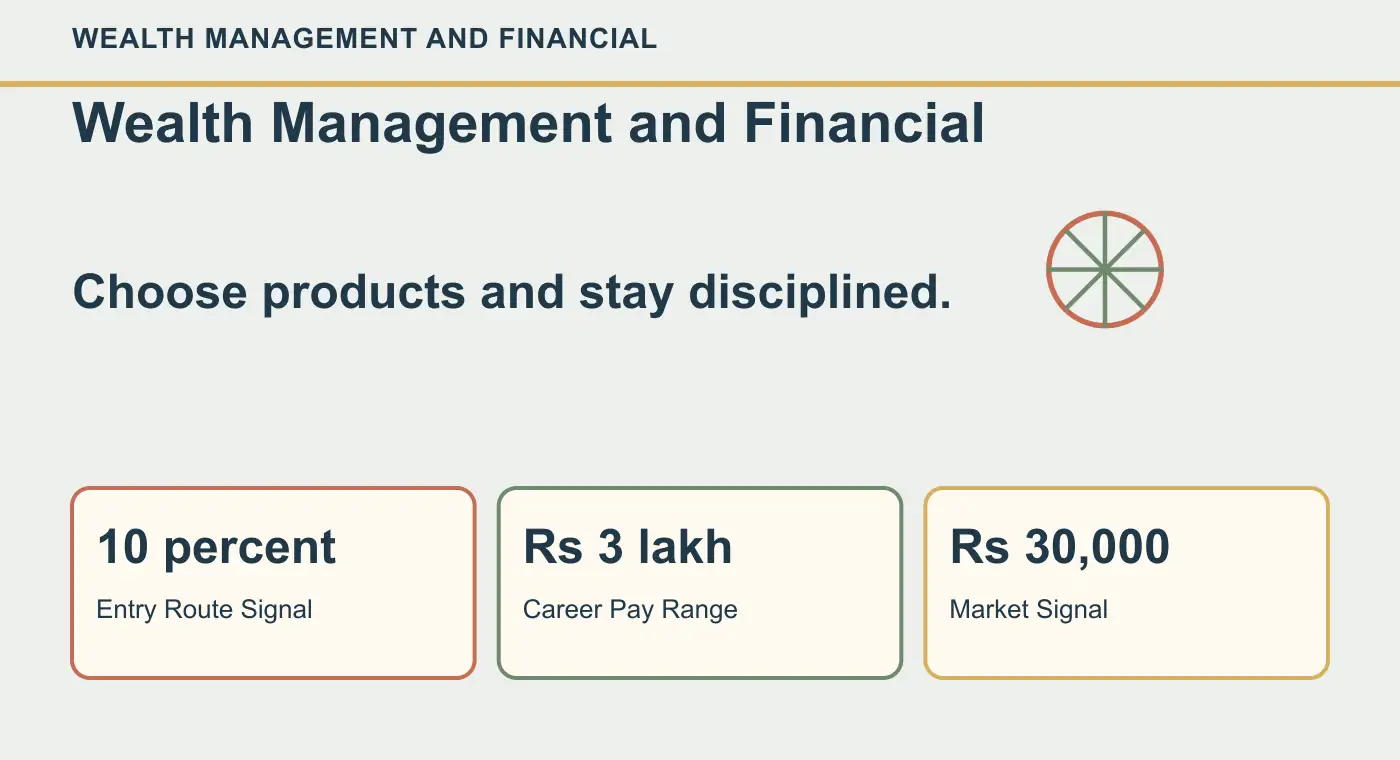 WEALTH MANAGEMENT AND FINANCIAL
Wealth Management and Financial
Choose products and stay disciplined.
10 percent
Entry Route Signal
Rs 3 lakh
Career Pay Range
Rs 30,000
Market Signal